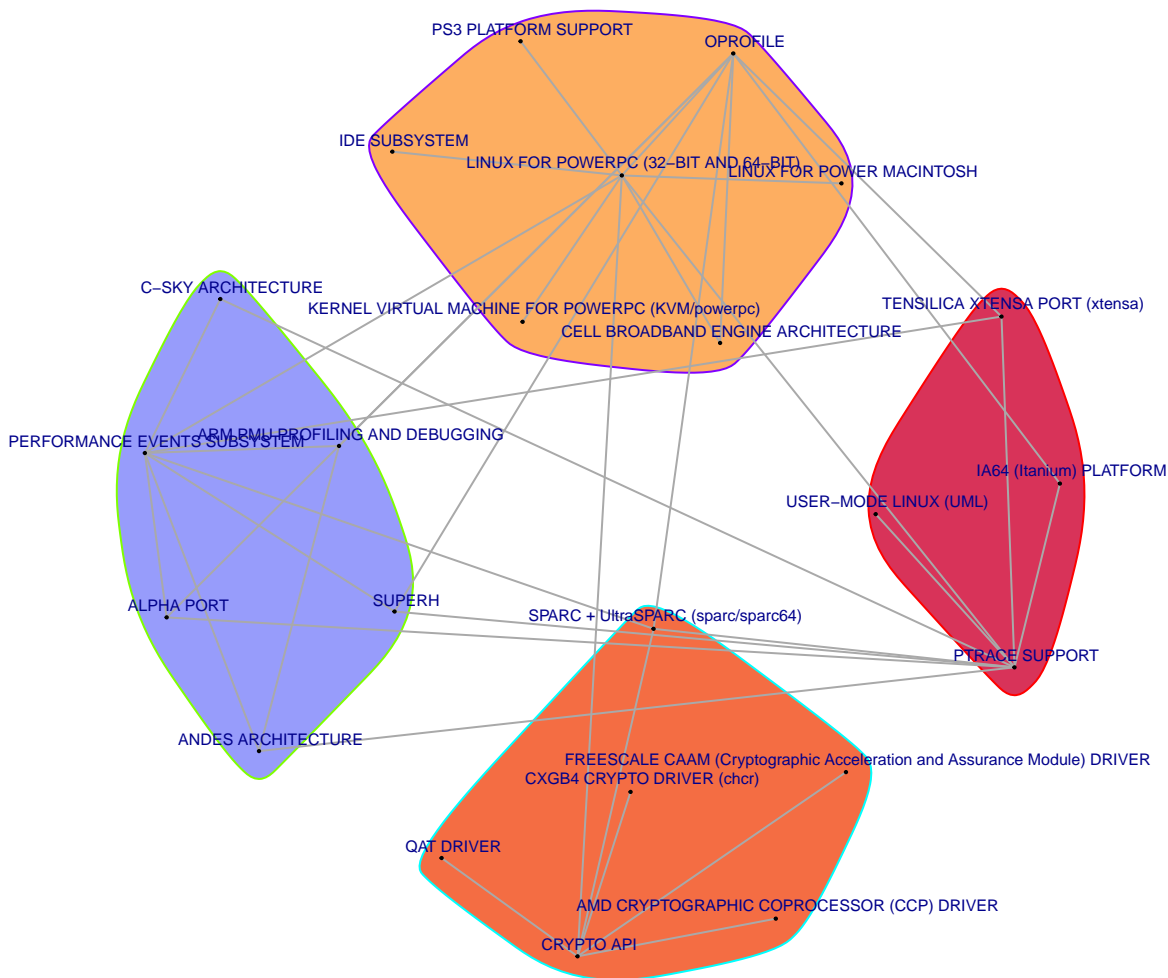 PS3 PLATFORM SUPPORT
OPROFILE
IDE SUBSYSTEM
LINUX FOR POWERPC (32−BIT AND 64−BIT)
LINUX FOR POWER MACINTOSH
C−SKY ARCHITECTURE
KERNEL VIRTUAL MACHINE FOR POWERPC (KVM/powerpc)
TENSILICA XTENSA PORT (xtensa)
CELL BROADBAND ENGINE ARCHITECTURE
PERFORMANCE EVENTS SUBSYSTEM
ARM PMU PROFILING AND DEBUGGING
IA64 (Itanium) PLATFORM
USER−MODE LINUX (UML)
ALPHA PORT
SUPERH
SPARC + UltraSPARC (sparc/sparc64)
PTRACE SUPPORT
ANDES ARCHITECTURE
FREESCALE CAAM (Cryptographic Acceleration and Assurance Module) DRIVER
CXGB4 CRYPTO DRIVER (chcr)
QAT DRIVER
AMD CRYPTOGRAPHIC COPROCESSOR (CCP) DRIVER
CRYPTO API